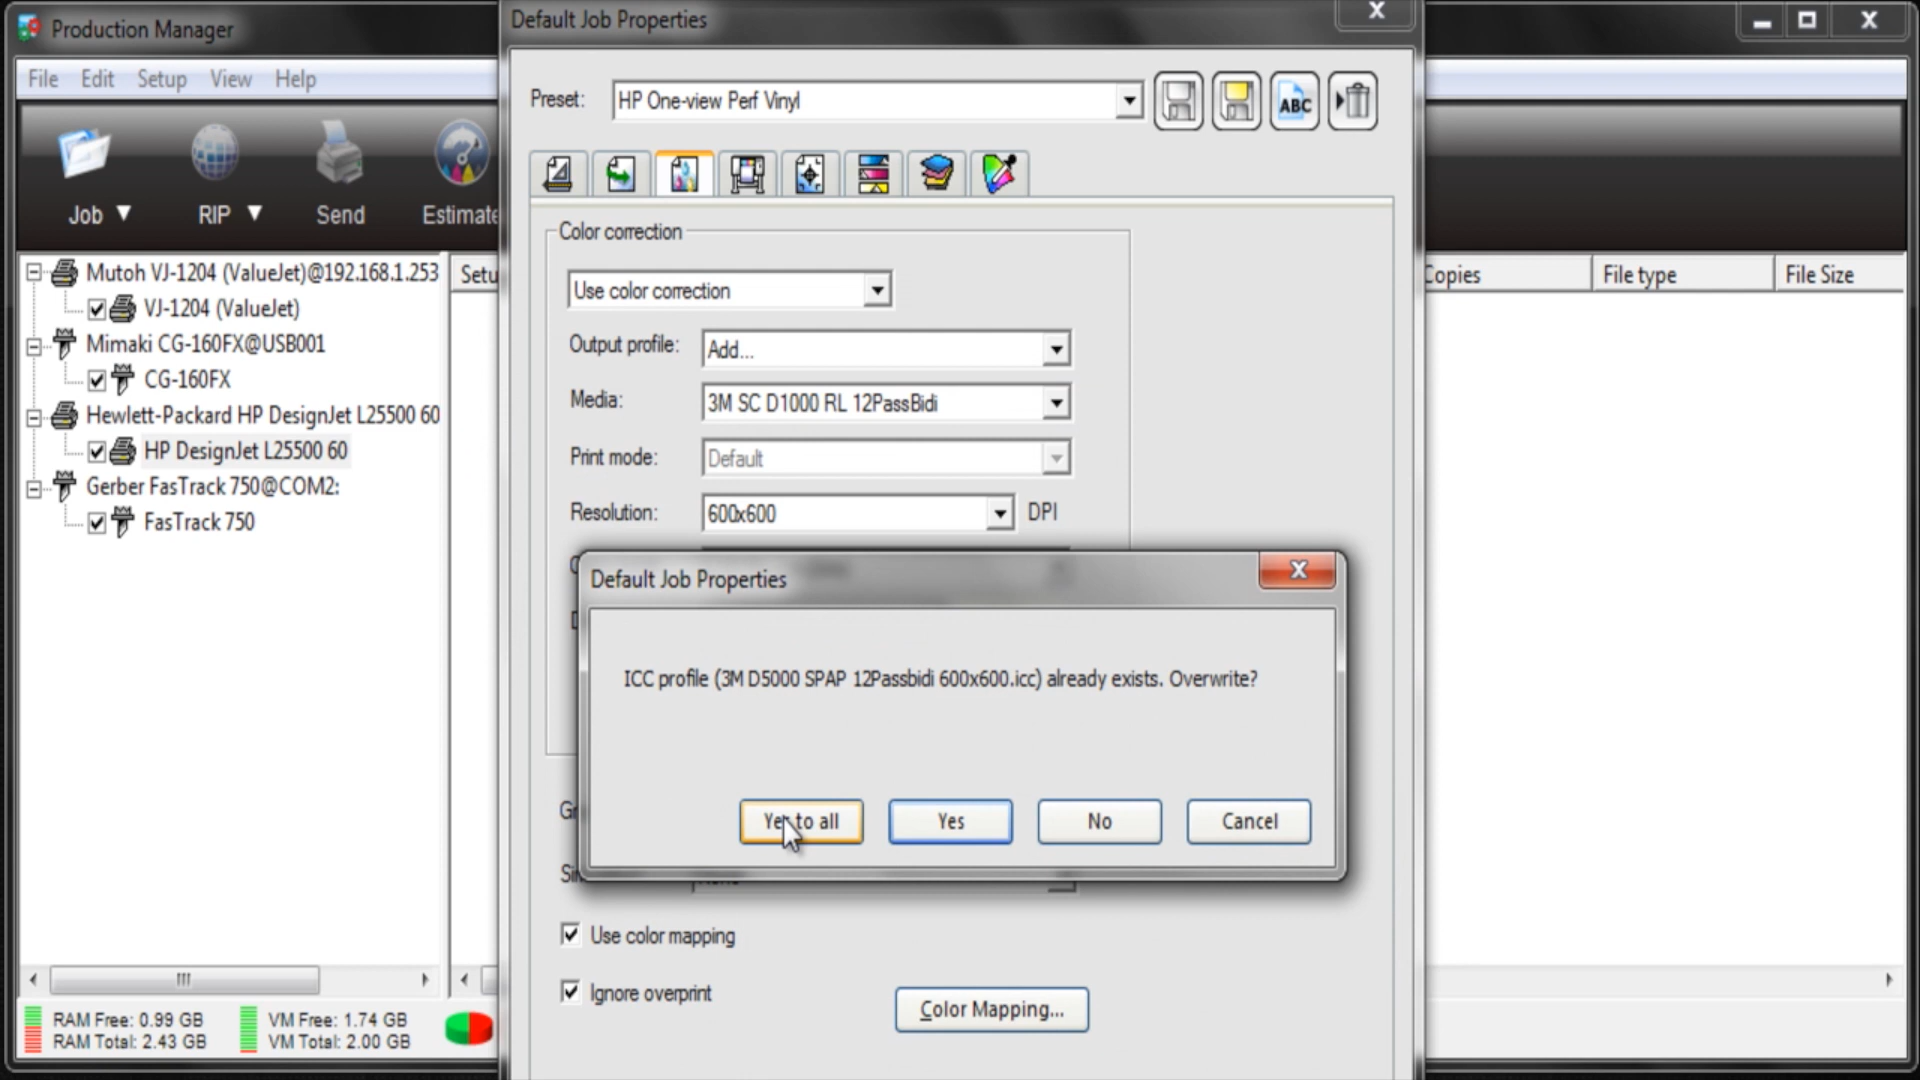 Production Manager
File Edit Setup View Help
Job
RIP
Send
Estimate
Mutoh VJ-1204 (ValueJet)@192.168.1.253
VJ-1204 (ValueJet)
Mimaki CG-160FX@USB001
CG-160FX
Hewlett-Packard HP DesignJet L25500 60
HP DesignJet L25500 60
Gerber FasTrack 750@COM2:
FasTrack 750
RAM Free: 0.99 GB
RAM Total: 2.43 GB
VM Free: 1.74 GB
VM Total: 2.00 GB
Copies
File type
File Size
Default Job Properties
Preset: HP One-view Perf Vinyl
ABC
Color correction
Use color correction
Output profile: Add...
Media: 3M SC D1000 RL 12PassBidi
Print mode: Default
Resolution: 600x600 DPI
Default Job Properties
ICC profile (3M D5000 SPAP 12Passbidi 600x600.icc) already exists. Overwrite?
Yes to all
Yes
No
Cancel
Use color mapping
Ignore overprint
Color Mapping...